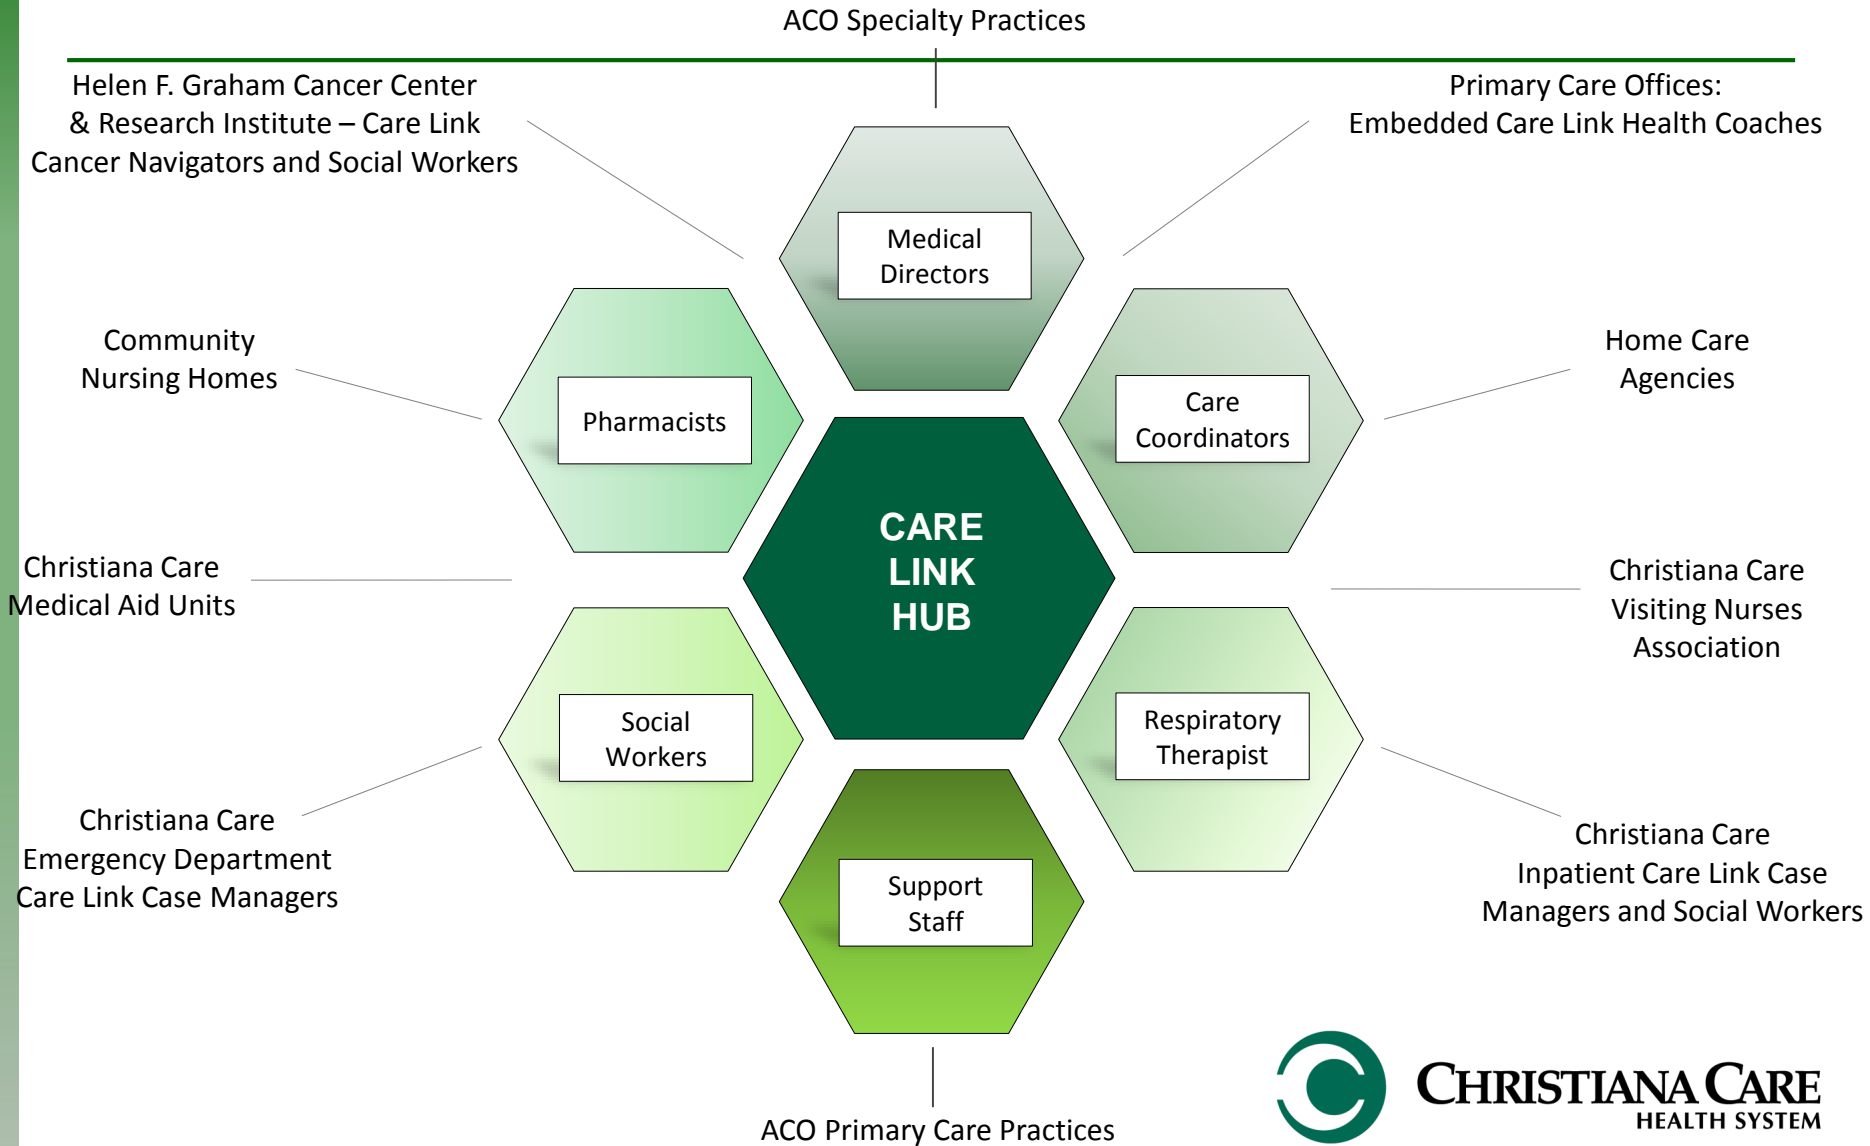 ACO Specialty Practices
Helen F. Graham Cancer Center
& Research Institute – Care Link
Cancer Navigators and Social Workers
Primary Care Offices:
Embedded Care Link Health Coaches
Medical
Directors
Community
Nursing Homes
Pharmacists
Care
Coordinators
Home Care
Agencies
CARE
LINK
HUB
Christiana Care
Medical Aid Units
Christiana Care
Visiting Nurses
Association
Social
Workers
Respiratory
Therapist
Christiana Care
Emergency Department
Care Link Case Managers
Support
Staff
Christiana Care
Inpatient Care Link Case
Managers and Social Workers
ACO Primary Care Practices
CHRISTIANA CARE
HEALTH SYSTEM